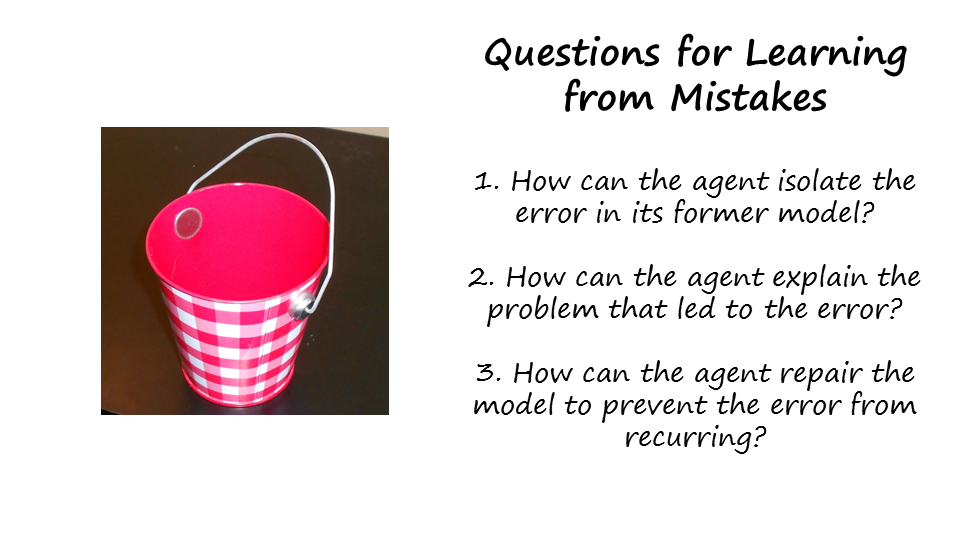 Questions for Learning
from Mistakes
1. How can the agent isolate the
error in its former model?
2. How can the agent explain the
problem that led to the error?
3. How can the agent repair the
model to prevent the error from
recurring?